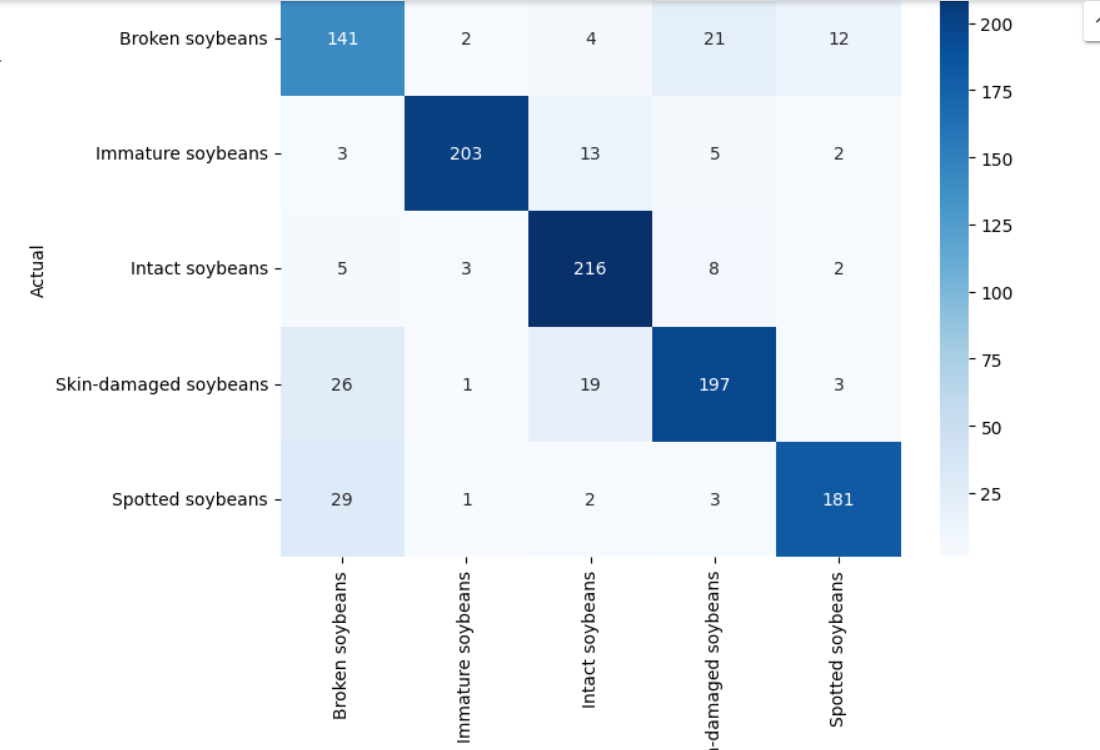 Broken soybeans 141 2 4 21 12
Immature soybeans 3 203 13 5 2
Intact soybeans 5 3 216 8 2
Skin-damaged soybeans 26 1 19 197 3
Spotted soybeans 29 1 2 3 181
Actual
Broken soybeans
Immature soybeans
Intact soybeans
n-damaged soybeans
Spotted soybeans
200
175
150
125
100
75
50
25